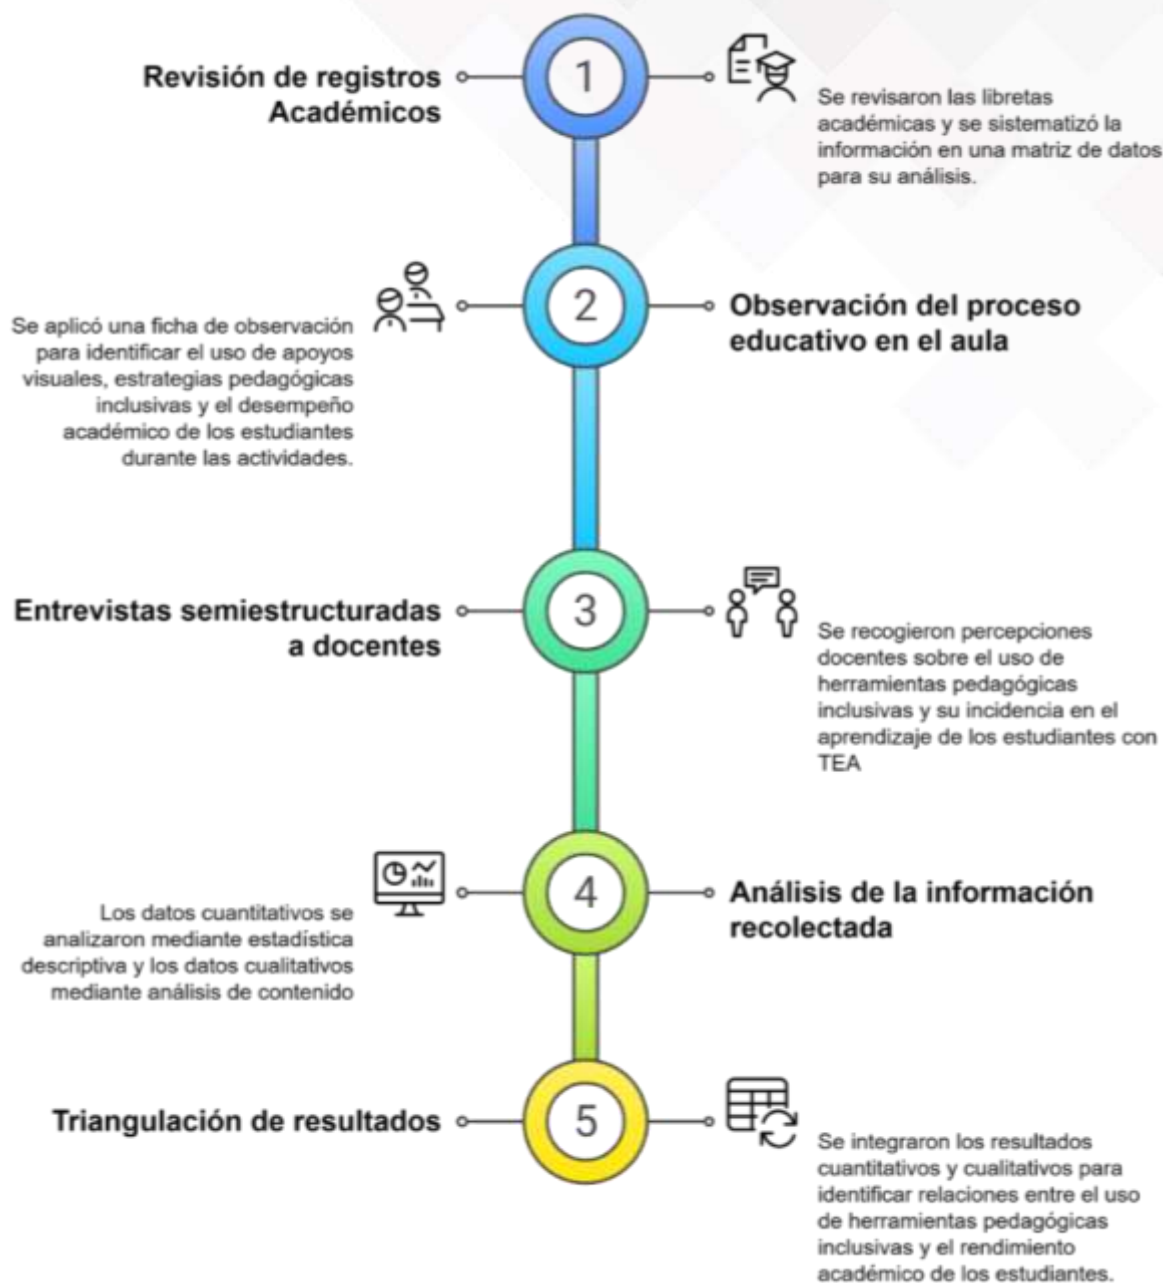 Revisión de registros
Académicos
1
Se revisaron las libretas
académicas y se sistematizó la
información en una matriz de datos
para su análisis.
2
Observación del proceso
educativo en el aula
Se aplicó una ficha de observación
para identificar el uso de apoyos
visuales, estrategias pedagógicas
inclusivas y el desempeño
académico de los estudiantes
durante las actividades.
Entrevistas semiestructuradas
a docentes
3
Se recogieron percepciones
docentes sobre el uso de
herramientas pedagógicas
inclusivas y su incidencia en el
aprendizaje de los estudiantes con
TEA
4
Análisis de la información
recolectada
Los datos cuantitativos se
analizaron mediante estadística
descriptiva y los datos cualitativos
mediante análisis de contenido
Triangulación de resultados
5
Se integraron los resultados
cuantitativos y cualitativos para
identificar relaciones entre el uso
de herramientas pedagógicas
inclusivas y el rendimiento
académico de los estudiantes.